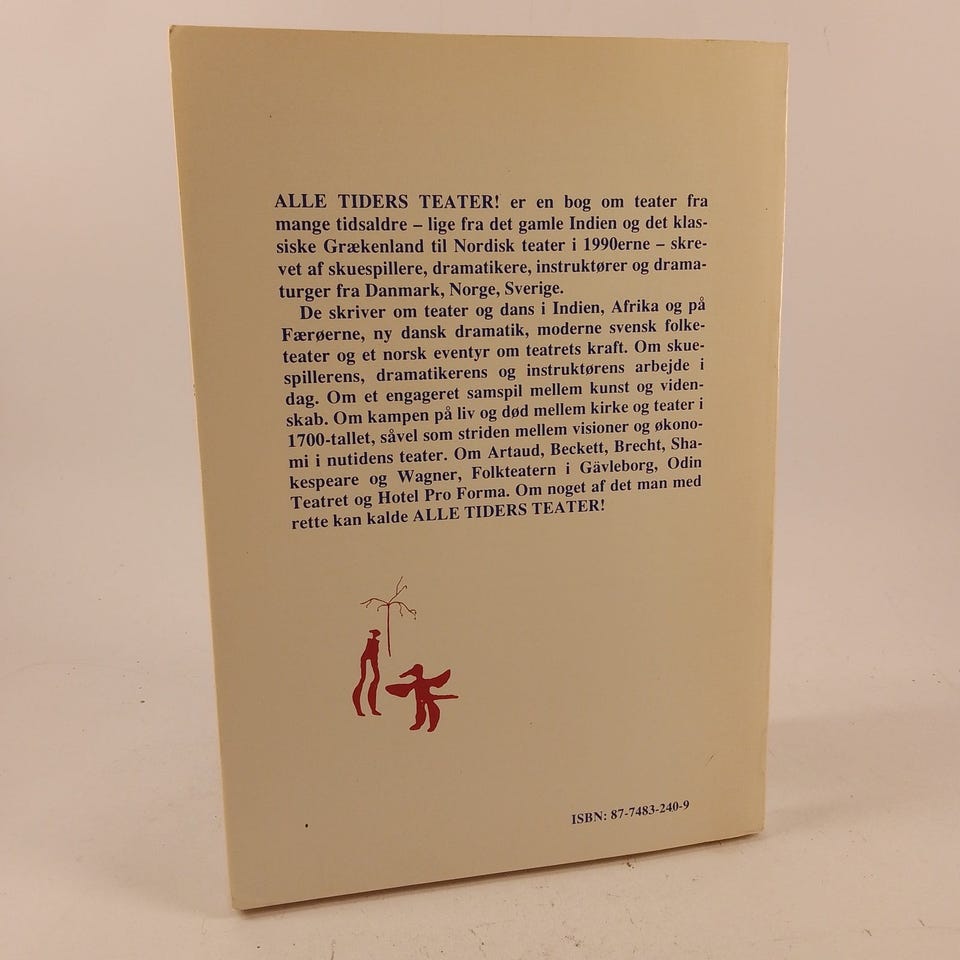 ALLE TIDERS TEATER! er en bog om teater fra
mange tidsaldre – lige fra det gamle Indien og det klas-
siske Grækenland til Nordisk teater i 1990erne – skre-
vet af skuespillere, dramatikere, instruktører og drama-
turger fra Danmark, Norge, Sverige.
De skriver om teater og dans i Indien, Afrika og på
Færøerne, ny dansk dramatik, moderne svensk folke-
teater og et norsk eventyr om teatrets kraft. Om skue-
spillerens, dramatikerens og instruktørens arbejde i
dag. Om et engageret samspil mellem kunst og viden-
skab. Om kampen på liv og død mellem kirke og teater i
1700-tallet, såvel som striden mellem visioner og økono-
mi i nutidens teater. Om Artaud, Beckett, Brecht, Sha-
kespeare og Wagner, Folkteatern i Gävleborg, Odin
Teatret og Hotel Pro Forma. Om noget af det man med
rette kan kalde ALLE TIDERS TEATER!
ISBN: 87-7483-240-9